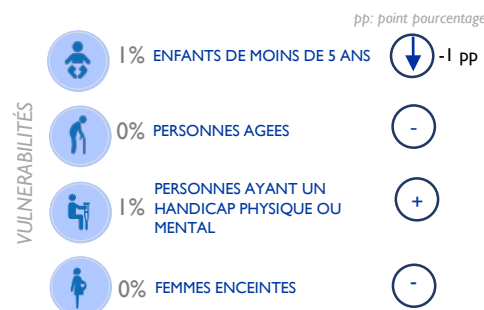 pp: point pourcentage
VULNERABILITÉS
1% ENFANTS DE MOINS DE 5 ANS -1 pp
0% PERSONNES AGEES -
1% PERSONNES AYANT UN
HANDICAP PHYSIQUE OU
MENTAL
+
0% FEMMES ENCEINTES -